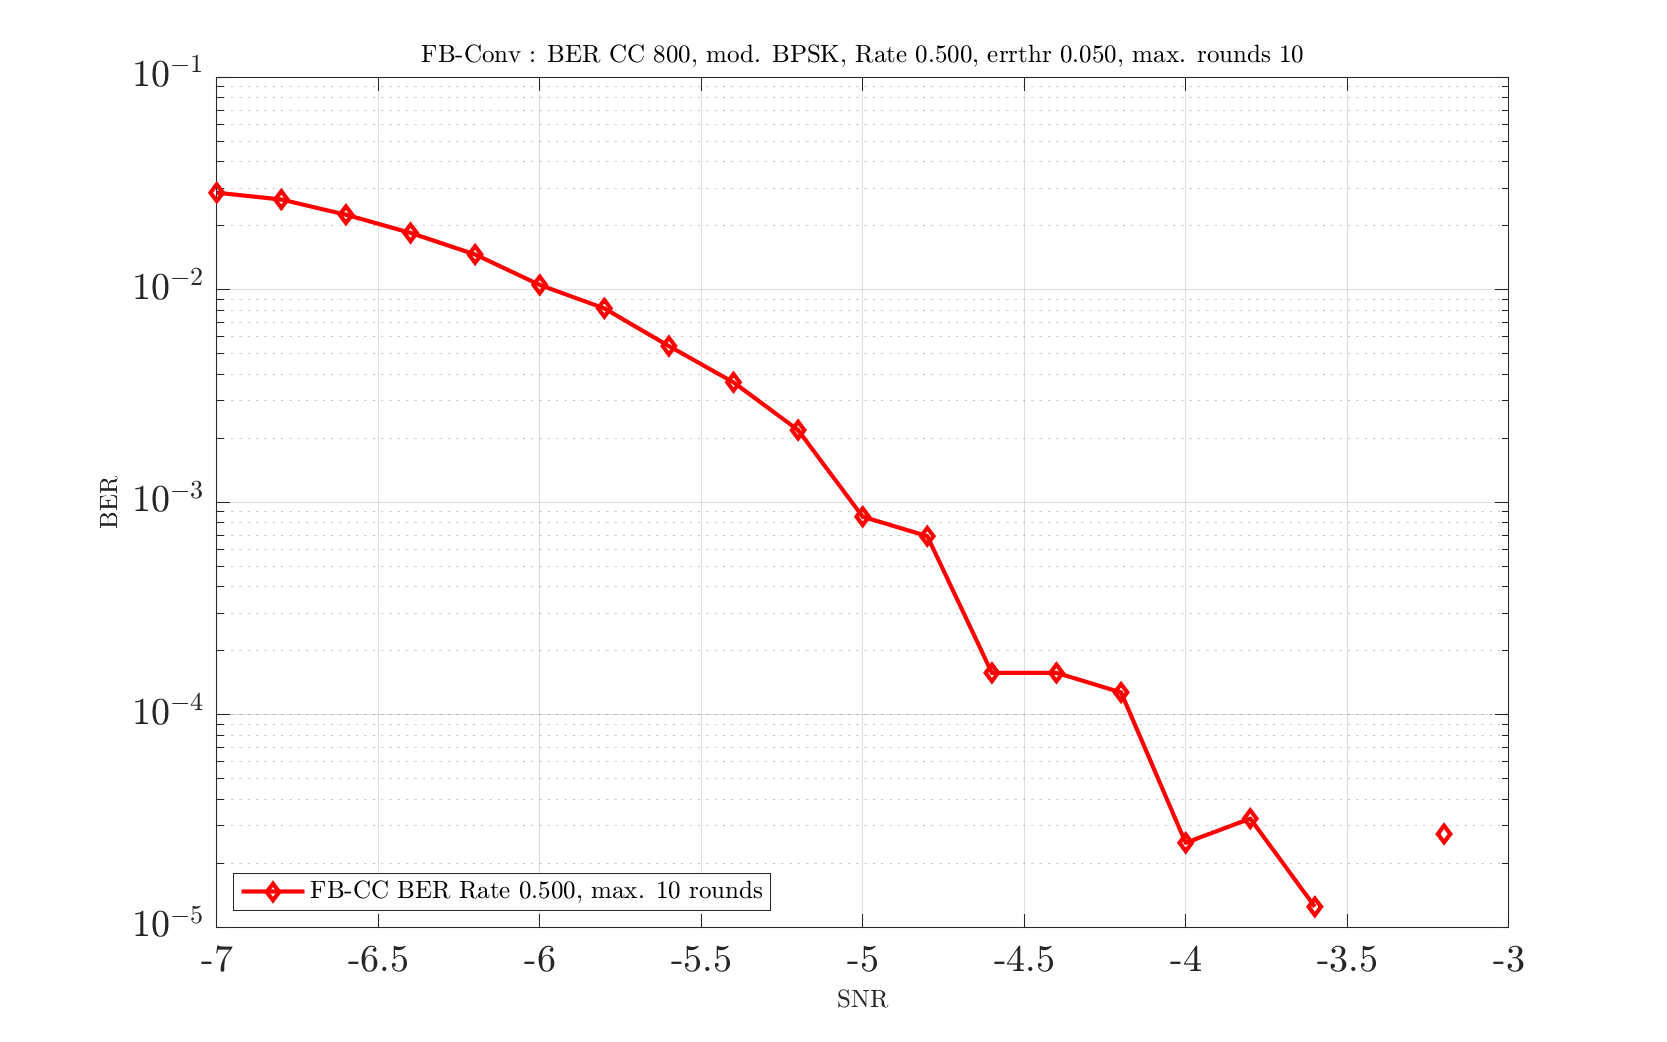 FB-Conv : BER CC 800, mod. BPSK, Rate 0.500, errthr 0.050, max. rounds 10
10⁻¹
10⁻²
10⁻³
10⁻⁴
10⁻⁵
BER
FB-CC BER Rate 0.500, max. 10 rounds
-7 -6.5 -6 -5.5 -5 -4.5 -4 -3.5 -3
SNR